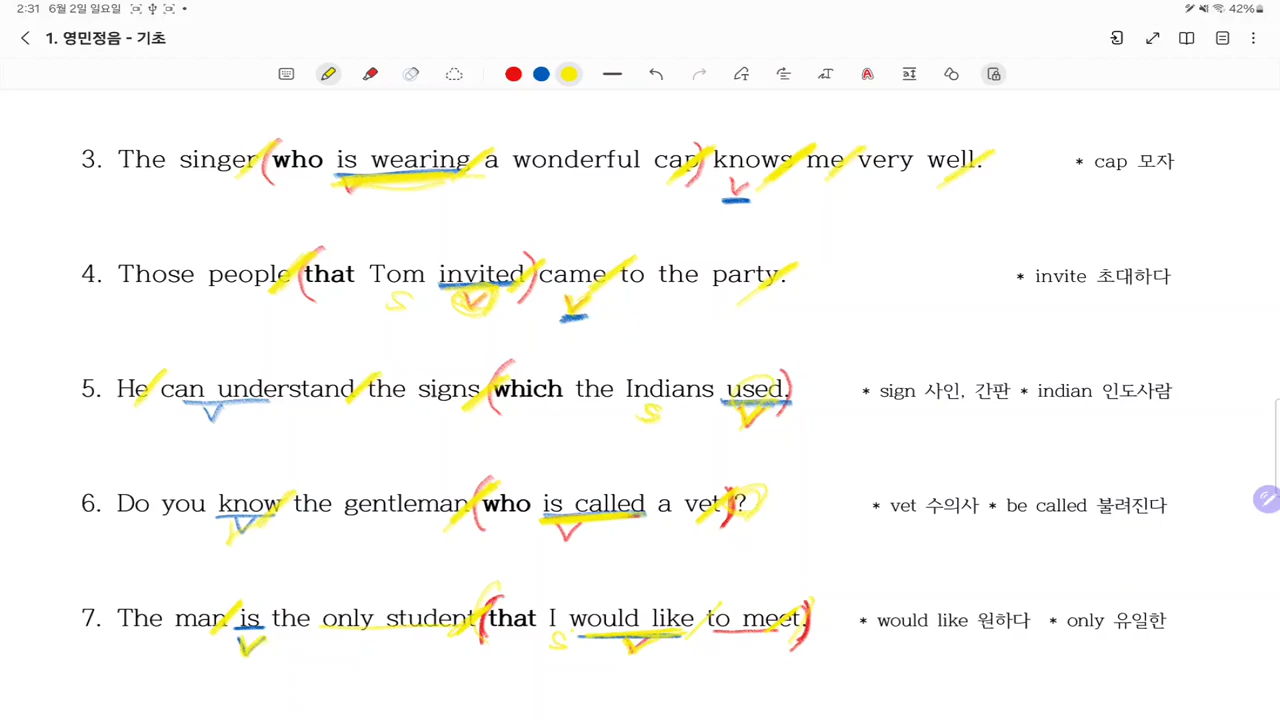 2:31 6월 2일 일요일 42%
1. 영민정음 - 기초
3. The singer (who is wearing a wonderful cap) knows me very well. * cap 모자
V V
4. Those people (that Tom invited) came to the party. * invite 초대하다
S V V
5. He can understand the signs (which the Indians used.) * sign 사인, 간판 * indian 인도사람
V S V
6. Do you know the gentleman (who is called a vet)? * vet 수의사 * be called 불려진다
V V
7. The man is the only student (that I would like to meet.) * would like 원하다 * only 유일한
V S V